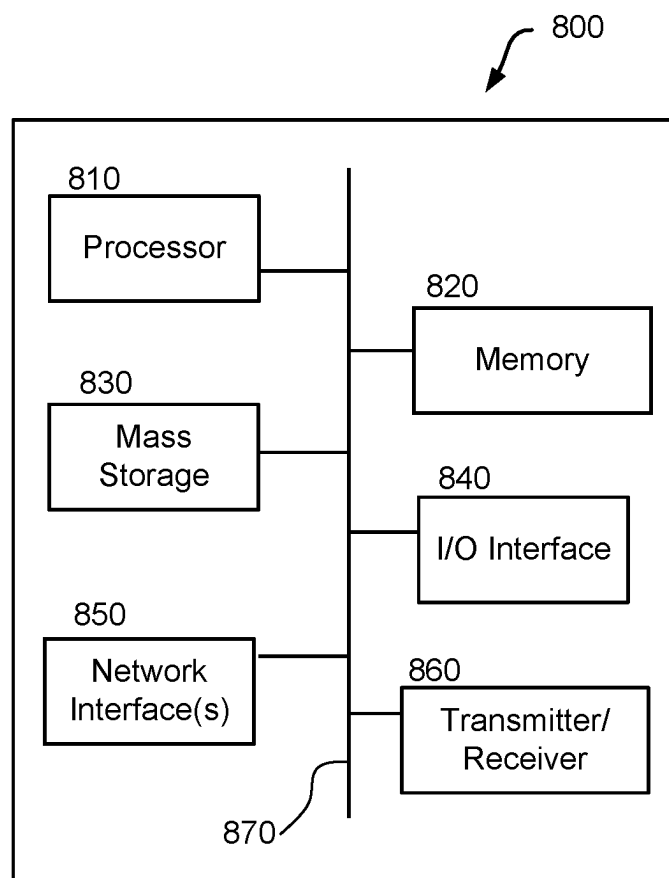 800
810
Processor
820
Memory
830
Mass
Storage
840
I/O Interface
850
Network
Interface(s)
860
Transmitter/
Receiver
870